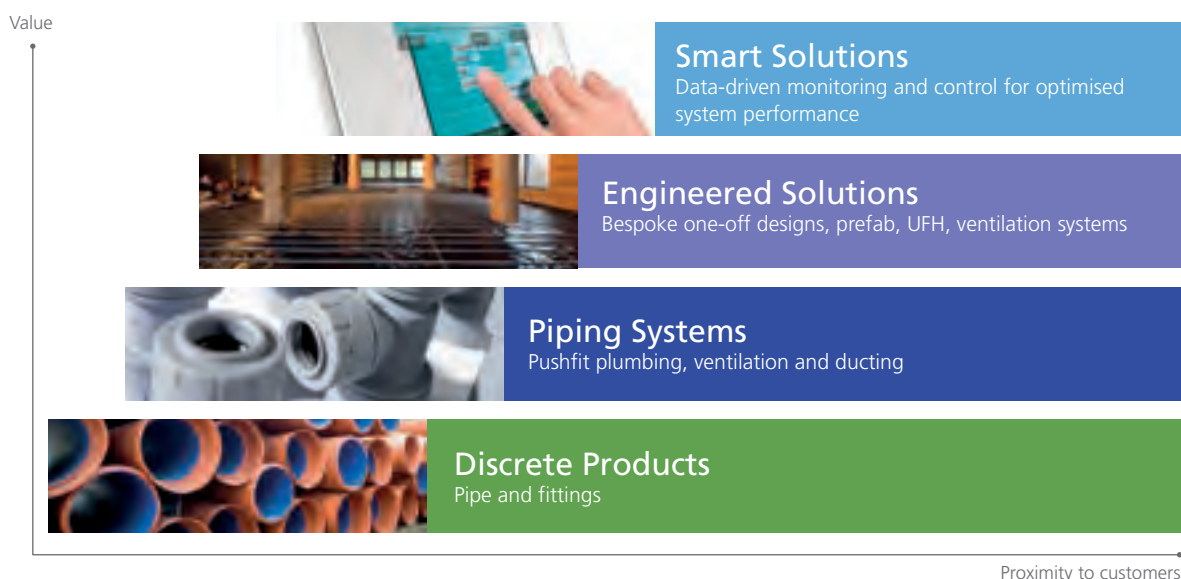 Value
Smart Solutions
Data-driven monitoring and control for optimised
system performance
Engineered Solutions
Bespoke one-off designs, prefab, UFH, ventilation systems
Piping Systems
Pushfit plumbing, ventilation and ducting
Discrete Products
Pipe and fittings
Proximity to customers